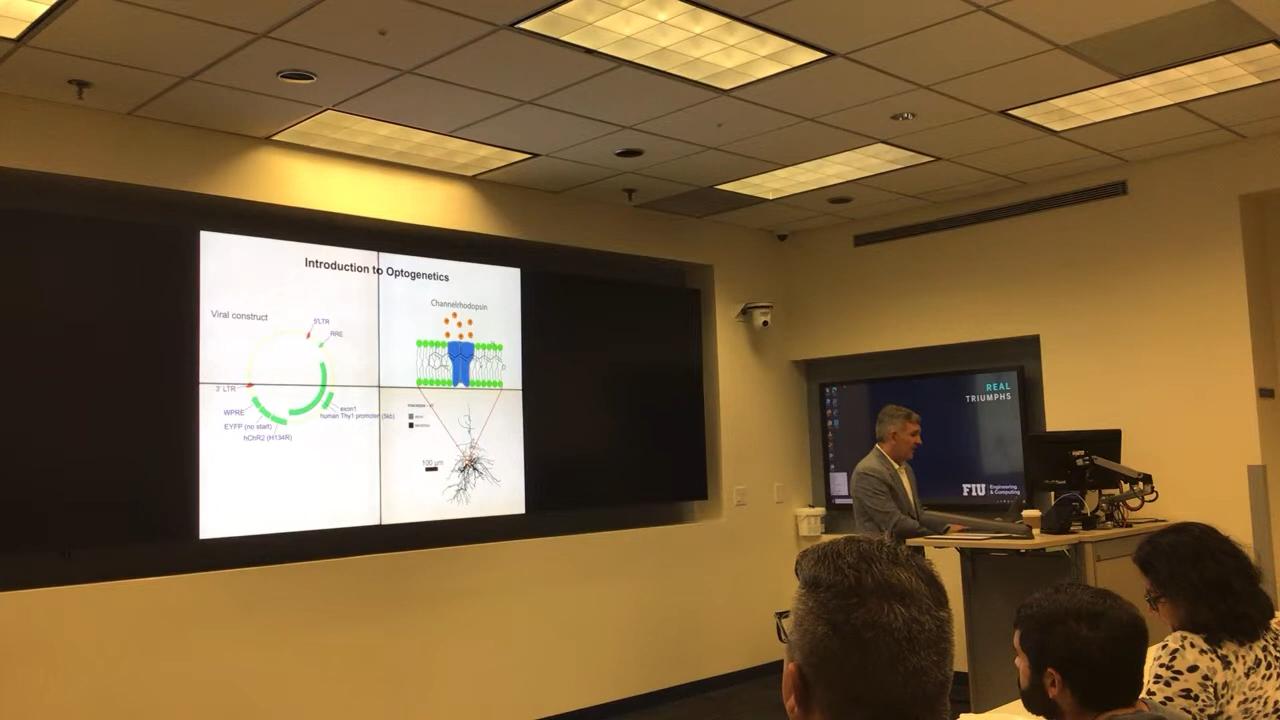 Introduction to Optogenetics
Viral construct
5'LTR
RRE
3' LTR
WPRE
EYFP (no start)
hChR2 (H134R)
exon1
human Thy1 promoter (5kb)
Channelrhodopsin
100 μm
REAL
TRIUMPHS
FIU Engineering
& Computing